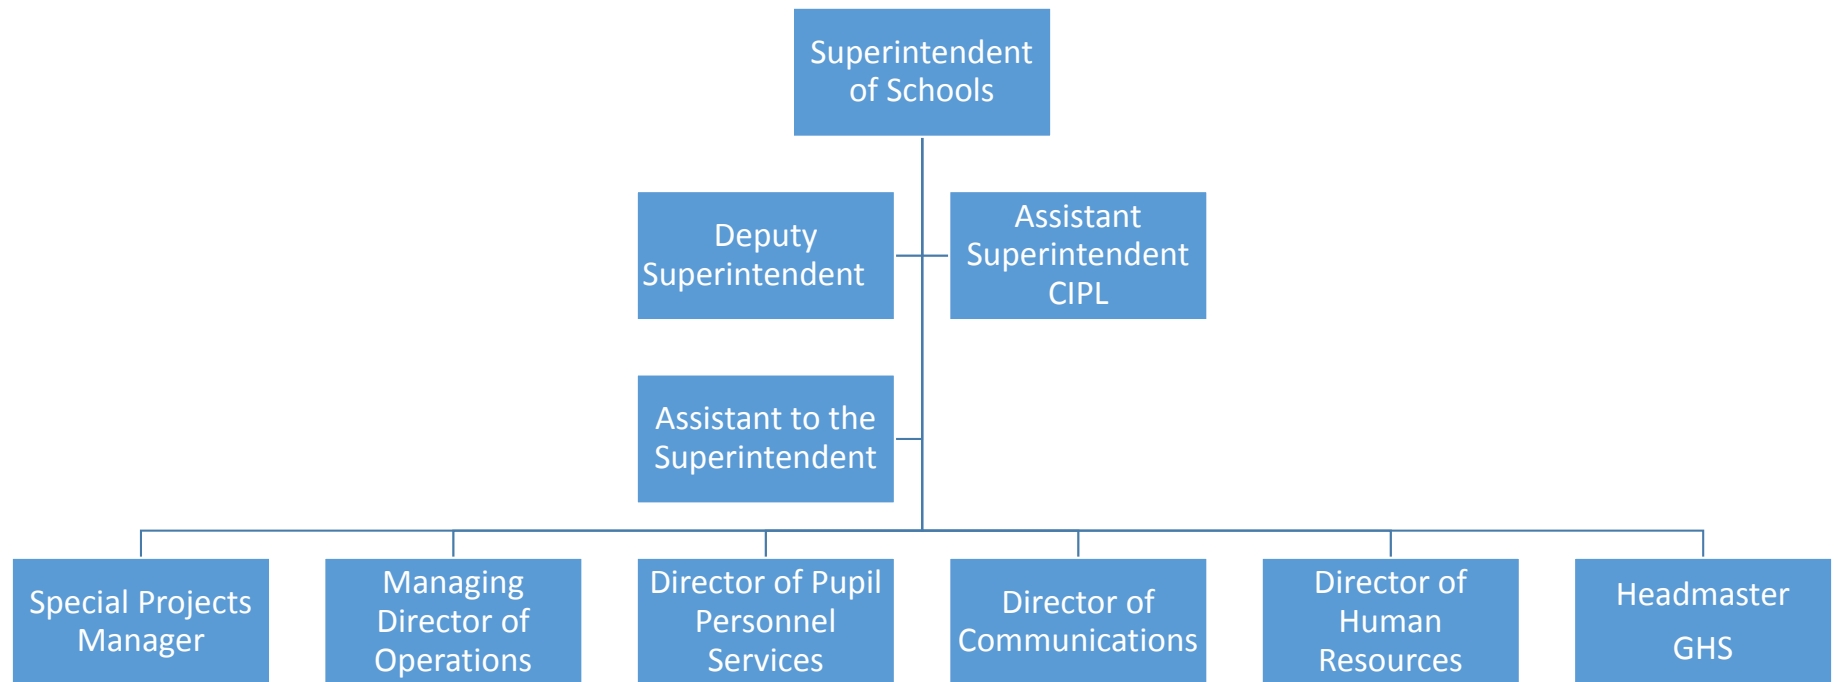 Superintendent
of Schools
Deputy
Superintendent
Assistant
Superintendent
CIPL
Assistant to the
Superintendent
Special Projects
Manager
Managing
Director of
Operations
Director of Pupil
Personnel
Services
Director of
Communications
Director of
Human
Resources
Headmaster
GHS